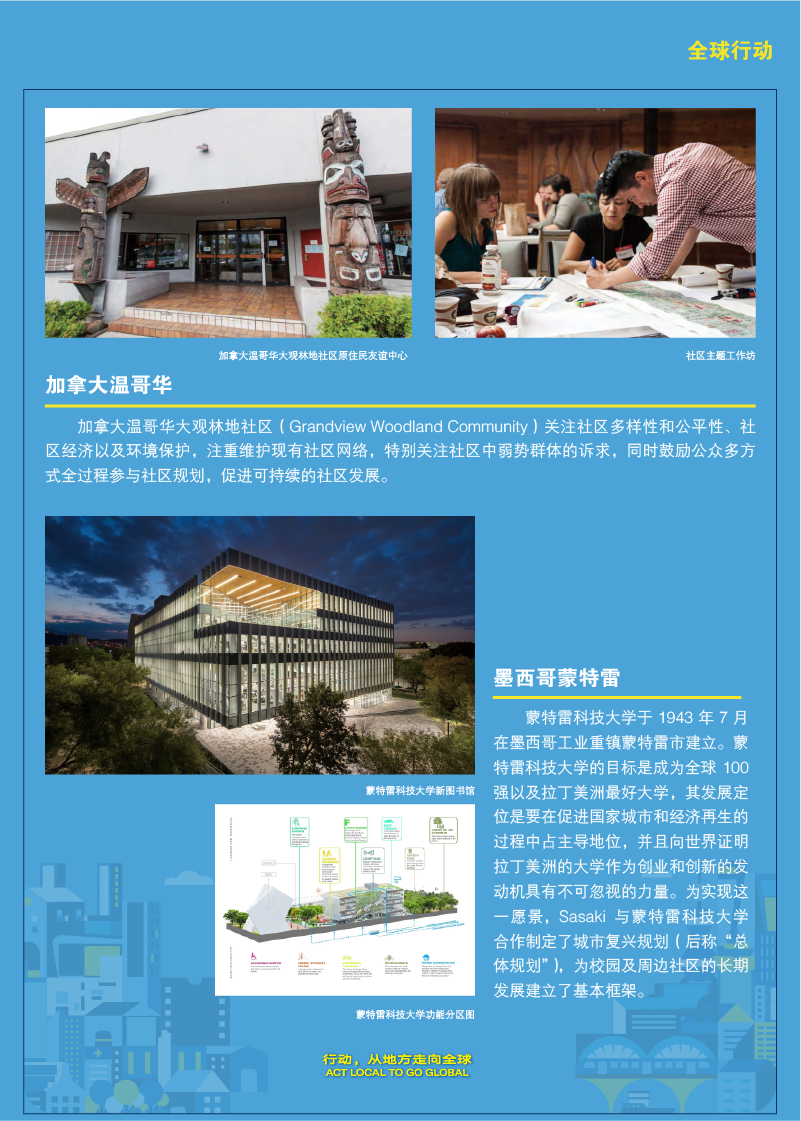 全球行动
加拿大温哥华大观林地社区原住民友谊中心
社区主题工作坊
加拿大温哥华
加拿大温哥华大观林地社区（Grandview Woodland Community）关注社区多样性和公平性、社
区经济以及环境保护，注重维护现有社区网络，特别关注社区中弱势群体的诉求，同时鼓励公众多方
式全过程参与社区规划，促进可持续的社区发展。
蒙特雷科技大学新图书馆
蒙特雷科技大学功能分区图
墨西哥蒙特雷
蒙特雷科技大学于 1943 年 7 月
在墨西哥工业重镇蒙特雷市建立。蒙
特雷科技大学的目标是成为全球 100
强以及拉丁美洲最好大学，其发展定
位是要在促进国家城市和经济再生的
过程中占主导地位，并且向世界证明
拉丁美洲的大学作为创业和创新的发
动机具有不可忽视的力量。为实现这
一愿景，Sasaki 与蒙特雷科技大学
合作制定了城市复兴规划（后称“总
体规划”），为校园及周边社区的长期
发展建立了基本框架。
行动，从地方走向全球
ACT LOCAL TO GO GLOBAL